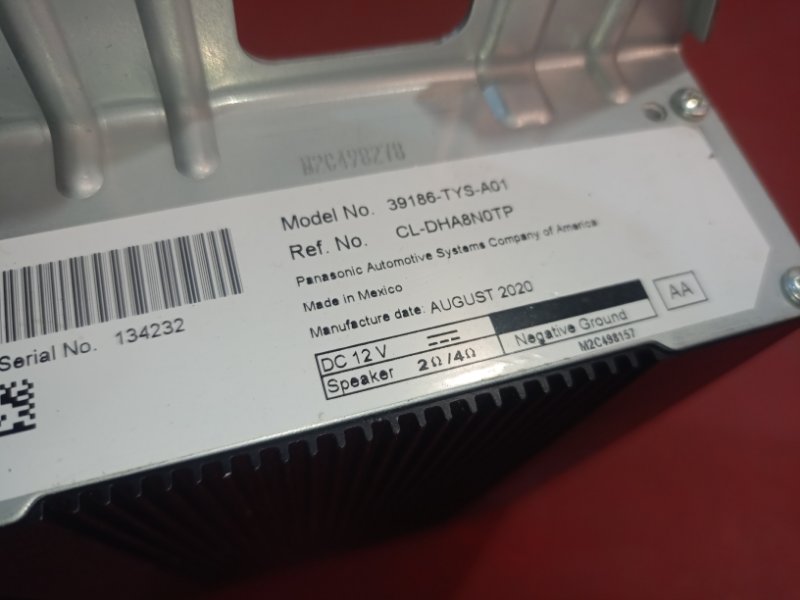 M2C498278
Model No. 39186-TYS-A01
Ref. No. CL-DHA8N0TP
Panasonic Automotive Systems Company of America
Made in Mexico
Manufacture date: AUGUST 2020
AA
Serial No. 134232
DC 12 V
Negative Ground
Speaker 2Ω/4Ω
M2C498157